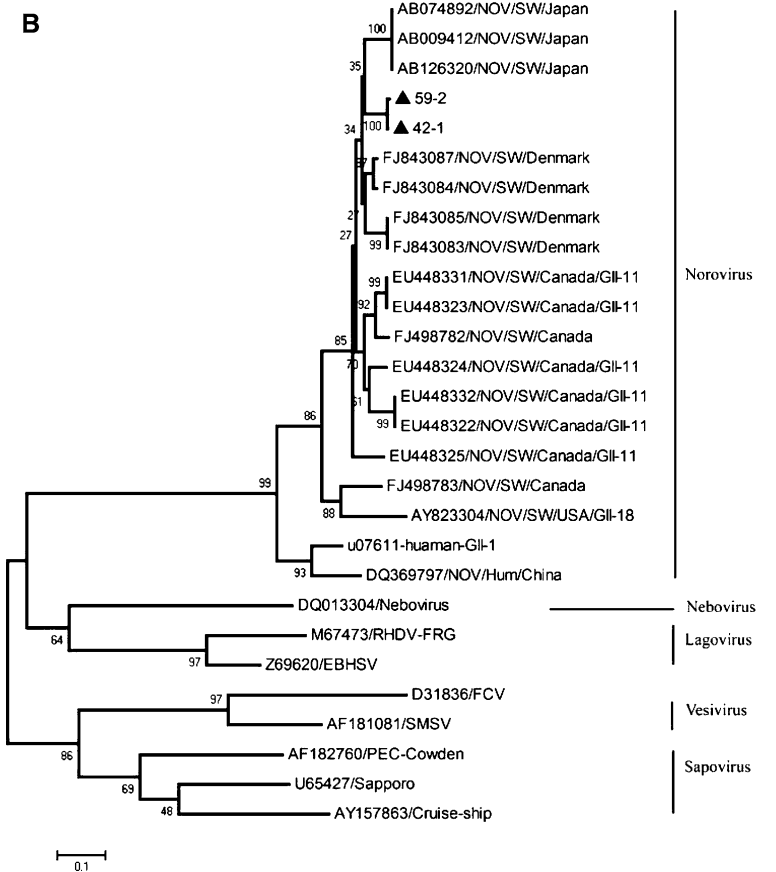 B
AB074892/NOV/SW/Japan
100
AB009412/NOV/SW/Japan
35
AB126320/NOV/SW/Japan
▲ 59-2
34
100
▲ 42-1
FJ843087/NOV/SW/Denmark
FJ843084/NOV/SW/Denmark
27
FJ843085/NOV/SW/Denmark
27
99
FJ843083/NOV/SW/Denmark
99
EU448331/NOV/SW/Canada/GII-11
Norovirus
92
EU448323/NOV/SW/Canada/GII-11
85
FJ498782/NOV/SW/Canada
70
EU448324/NOV/SW/Canada/GII-11
61
EU448332/NOV/SW/Canada/GII-11
86
99
EU448322/NOV/SW/Canada/GII-11
EU448325/NOV/SW/Canada/GII-11
99
FJ498783/NOV/SW/Canada
88
AY823304/NOV/SW/USA/GII-18
u07611-huaman-GII-1
93
DQ369797/NOV/Hum/China
DQ013304/Nebovirus
Nebovirus
64
M67473/RHDV-FRG
Lagovirus
97
Z69620/EBHSV
97
D31836/FCV
Vesivirus
AF181081/SMSV
86
AF182760/PEC-Cowden
Sapovirus
69
U65427/Sapporo
48
AY157863/Cruise-ship
0.1